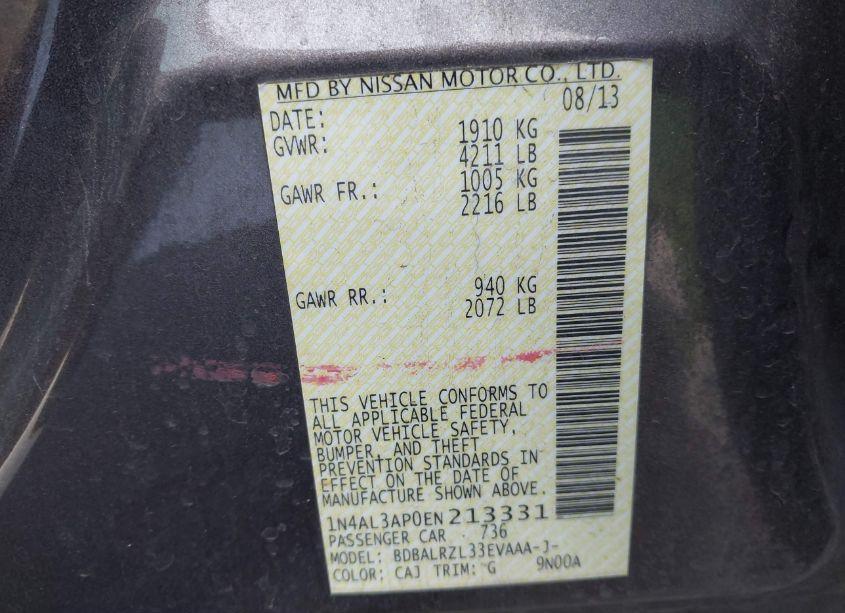 MFD BY NISSAN MOTOR CO., LTD.
DATE: 08/13
GVWR: 1910 KG
4211 LB
GAWR FR.: 1005 KG
2216 LB
GAWR RR.: 940 KG
2072 LB
THIS VEHICLE CONFORMS TO
ALL APPLICABLE FEDERAL
MOTOR VEHICLE SAFETY,
BUMPER, AND THEFT
PREVENTION STANDARDS IN
EFFECT ON THE DATE OF
MANUFACTURE SHOWN ABOVE.
1N4AL3AP0EN 213331
PASSENGER CAR 736
MODEL: BDBALRZL33EVAAA-J-
COLOR: CAJ TRIM: G 9N00A